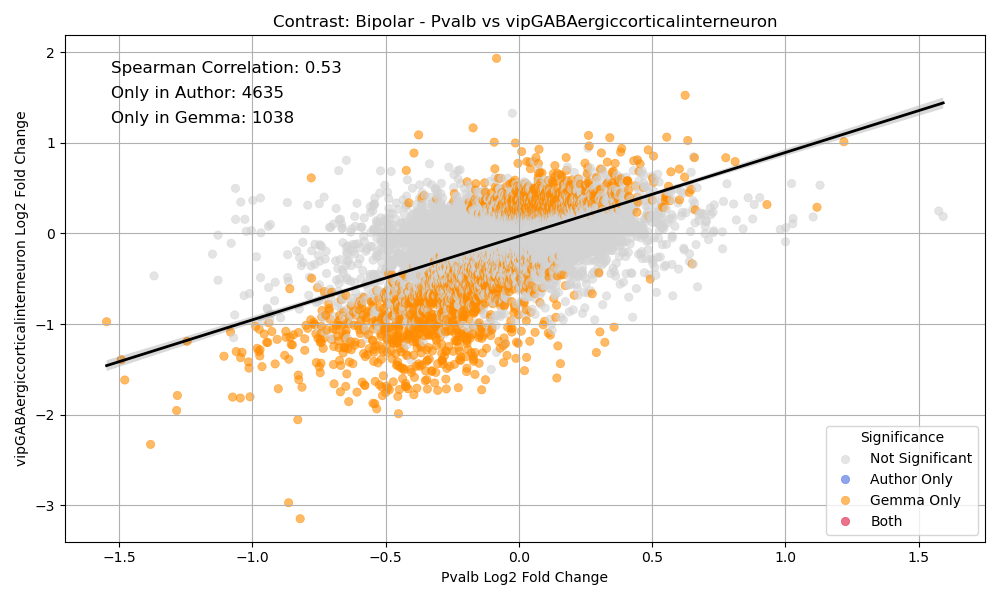 Contrast: Bipolar - Pvalb vs vipGABAergiccorticalinterneuron
Spearman Correlation: 0.53
Only in Author: 4635
Only in Gemma: 1038
vipGABAergiccorticalinterneuron Log2 Fold Change
2
1
0
−1
−2
−3
Significance
Not Significant
Author Only
Gemma Only
Both
−1.5 −1.0 −0.5 0.0 0.5 1.0 1.5
Pvalb Log2 Fold Change